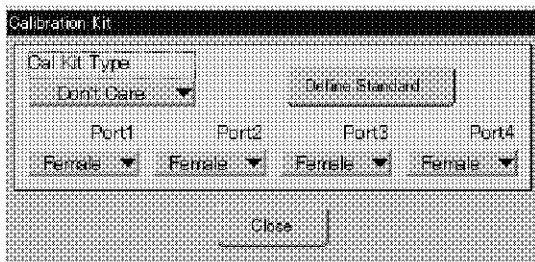 Calibration Kit
Cal Kit Type
Don't Care
Define Standard
Port1 Port2 Port3 Port4
Female Female Female Female
Close